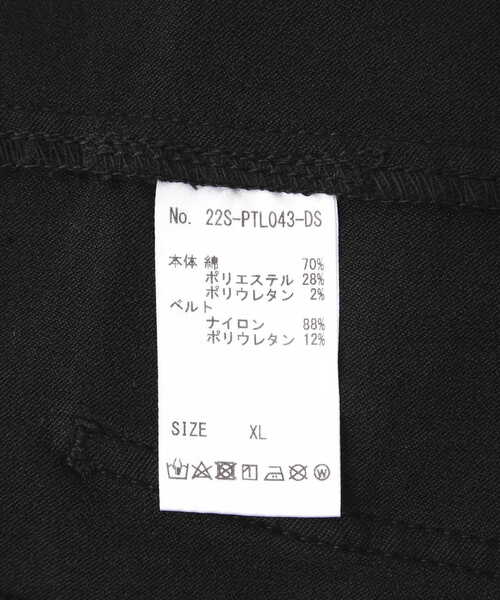 No. 22S-PTL043-DS
本体 綿 70%
ポリエステル 28%
ポリウレタン 2%
ベルト
ナイロン 88%
ポリウレタン 12%
SIZE XL